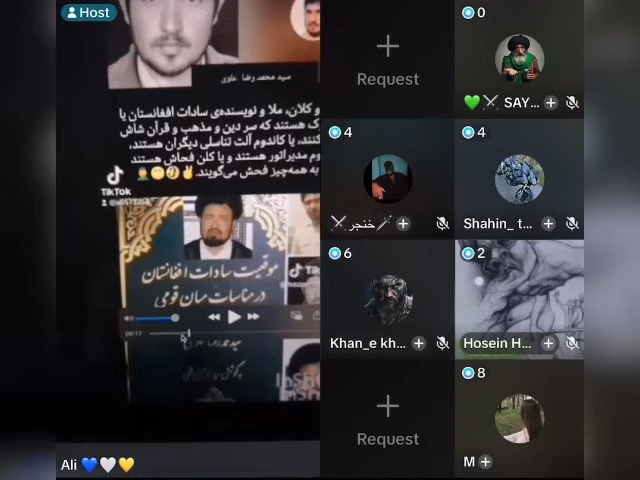 Host
سید محمد رضا علوی
و کلان، ملا و نویسنده‌ی سادات افغانستان یا
هستند که سر دین و مذهب و قرآن شاش
کنند، یا کاندوم آلت تناسلی دیگران هستند،
وم مدیراتور هستند و یا کلن فحاش هستند
به همه‌چیز فحش می‌گویند.
TikTok
موقعیت سادات افغانستان
در مناسبات میان قومی
Ali
Request
0
SAY...
4
خنجر
4
Shahin_ t...
6
Khan_e kh...
2
Hosein H...
Request
8
M